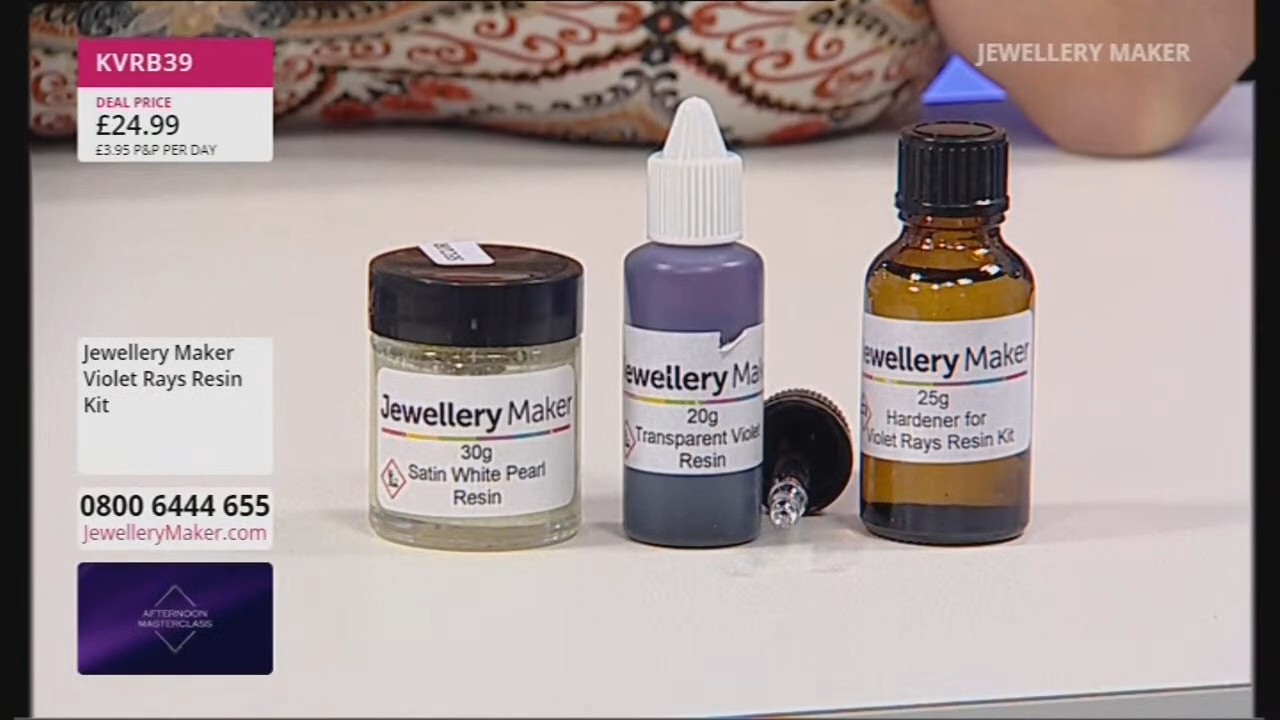 KVRB39
DEAL PRICE
£24.99
£3.95 P&P PER DAY
JEWELLERY MAKER
Jewellery Maker
Violet Rays Resin
Kit
0800 6444 655
JewelleryMaker.com
AFTERNOON
MASTERCLASS
Jewellery Maker
30g
Satin White Pearl
Resin
ewellery Mak
20g
Transparent Violet
Resin
ewellery Maker
25g
Hardener for
Violet Rays Resin Kit